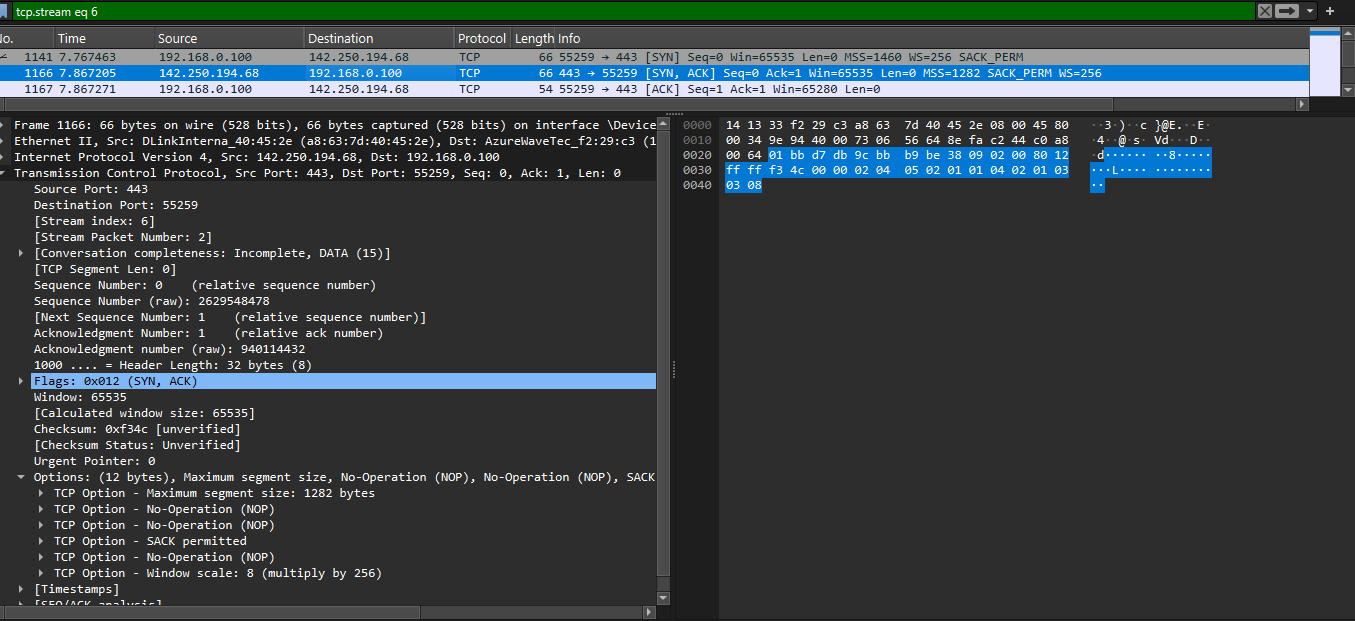 tcp.stream eq 6
No. Time Source Destination Protocol Length Info
1141 7.767463 192.168.0.100 142.250.194.68 TCP 66 55259 → 443 [SYN] Seq=0 Win=65535 Len=0 MSS=1460 WS=256 SACK_PERM
1166 7.867205 142.250.194.68 192.168.0.100 TCP 66 443 → 55259 [SYN, ACK] Seq=0 Ack=1 Win=65535 Len=0 MSS=1282 SACK_PERM WS=256
1167 7.867271 192.168.0.100 142.250.194.68 TCP 54 55259 → 443 [ACK] Seq=1 Ack=1 Win=65280 Len=0
Frame 1166: 66 bytes on wire (528 bits), 66 bytes captured (528 bits) on interface \Device
Ethernet II, Src: DLinkInterna_40:45:2e (a8:63:7d:40:45:2e), Dst: AzureWaveTec_f2:29:c3 (1
Internet Protocol Version 4, Src: 142.250.194.68, Dst: 192.168.0.100
Transmission Control Protocol, Src Port: 443, Dst Port: 55259, Seq: 0, Ack: 1, Len: 0
Source Port: 443
Destination Port: 55259
[Stream index: 6]
[Stream Packet Number: 2]
[Conversation completeness: Incomplete, DATA (15)]
[TCP Segment Len: 0]
Sequence Number: 0 (relative sequence number)
Sequence Number (raw): 2629548478
[Next Sequence Number: 1 (relative sequence number)]
Acknowledgment Number: 1 (relative ack number)
Acknowledgment number (raw): 940114432
1000 .... = Header Length: 32 bytes (8)
Flags: 0x012 (SYN, ACK)
Window: 65535
[Calculated window size: 65535]
Checksum: 0xf34c [unverified]
[Checksum Status: Unverified]
Urgent Pointer: 0
Options: (12 bytes), Maximum segment size, No-Operation (NOP), No-Operation (NOP), SACK
TCP Option - Maximum segment size: 1282 bytes
TCP Option - No-Operation (NOP)
TCP Option - No-Operation (NOP)
TCP Option - SACK permitted
TCP Option - No-Operation (NOP)
TCP Option - Window scale: 8 (multiply by 256)
[Timestamps]
[SEQ/ACK analysis]
0000 14 13 33 f2 29 c3 a8 63 7d 40 45 2e 08 00 45 80 ··3·)··c }@E.··E·
0010 00 34 9e 94 40 00 73 06 56 64 8e fa c2 44 c0 a8 ·4··@·s· Vd···D··
0020 00 64 01 bb d7 db 9c bb b9 be 38 09 02 00 80 12 ·d······ ··8·····
0030 ff ff f3 4c 00 00 02 04 05 02 01 01 04 02 01 03 ···L···· ········
0040 03 08 ··